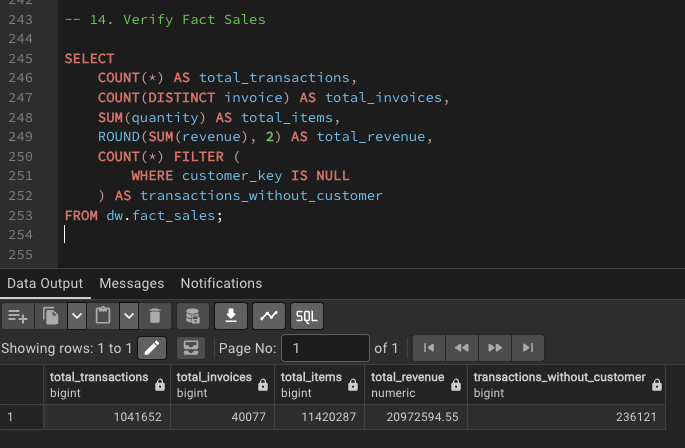 242
243 -- 14. Verify Fact Sales
244
245 SELECT
246 COUNT(*) AS total_transactions,
247 COUNT(DISTINCT invoice) AS total_invoices,
248 SUM(quantity) AS total_items,
249 ROUND(SUM(revenue), 2) AS total_revenue,
250 COUNT(*) FILTER (
251 WHERE customer_key IS NULL
252 ) AS transactions_without_customer
253 FROM dw.fact_sales;
254
255
Data Output Messages Notifications
SQL
Showing rows: 1 to 1 Page No: 1 of 1
total_transactions total_invoices total_items total_revenue transactions_without_customer
bigint bigint bigint numeric bigint
1 1041652 40077 11420287 20972594.55 236121